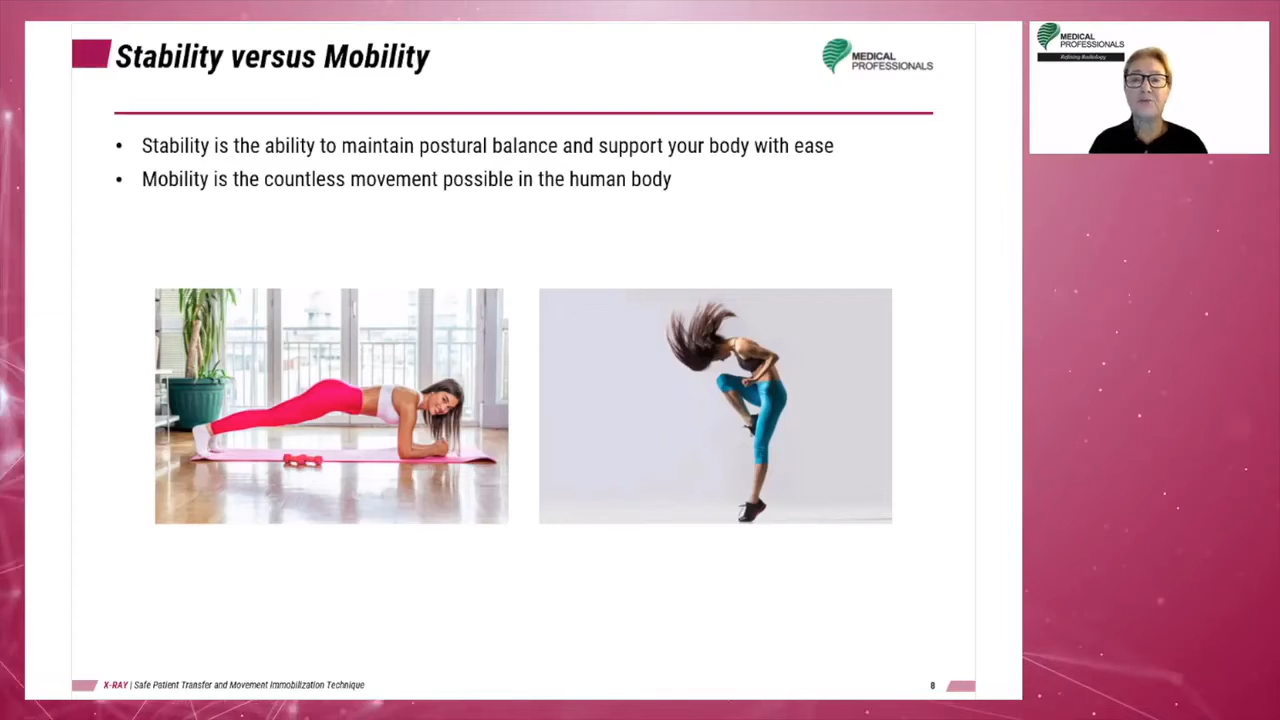 Stability versus Mobility
MEDICAL
PROFESSIONALS
• Stability is the ability to maintain postural balance and support your body with ease
• Mobility is the countless movement possible in the human body
X-RAY | Safe Patient Transfer and Movement Immobilization Technique
8
MEDICAL
PROFESSIONALS
Refining Radiology